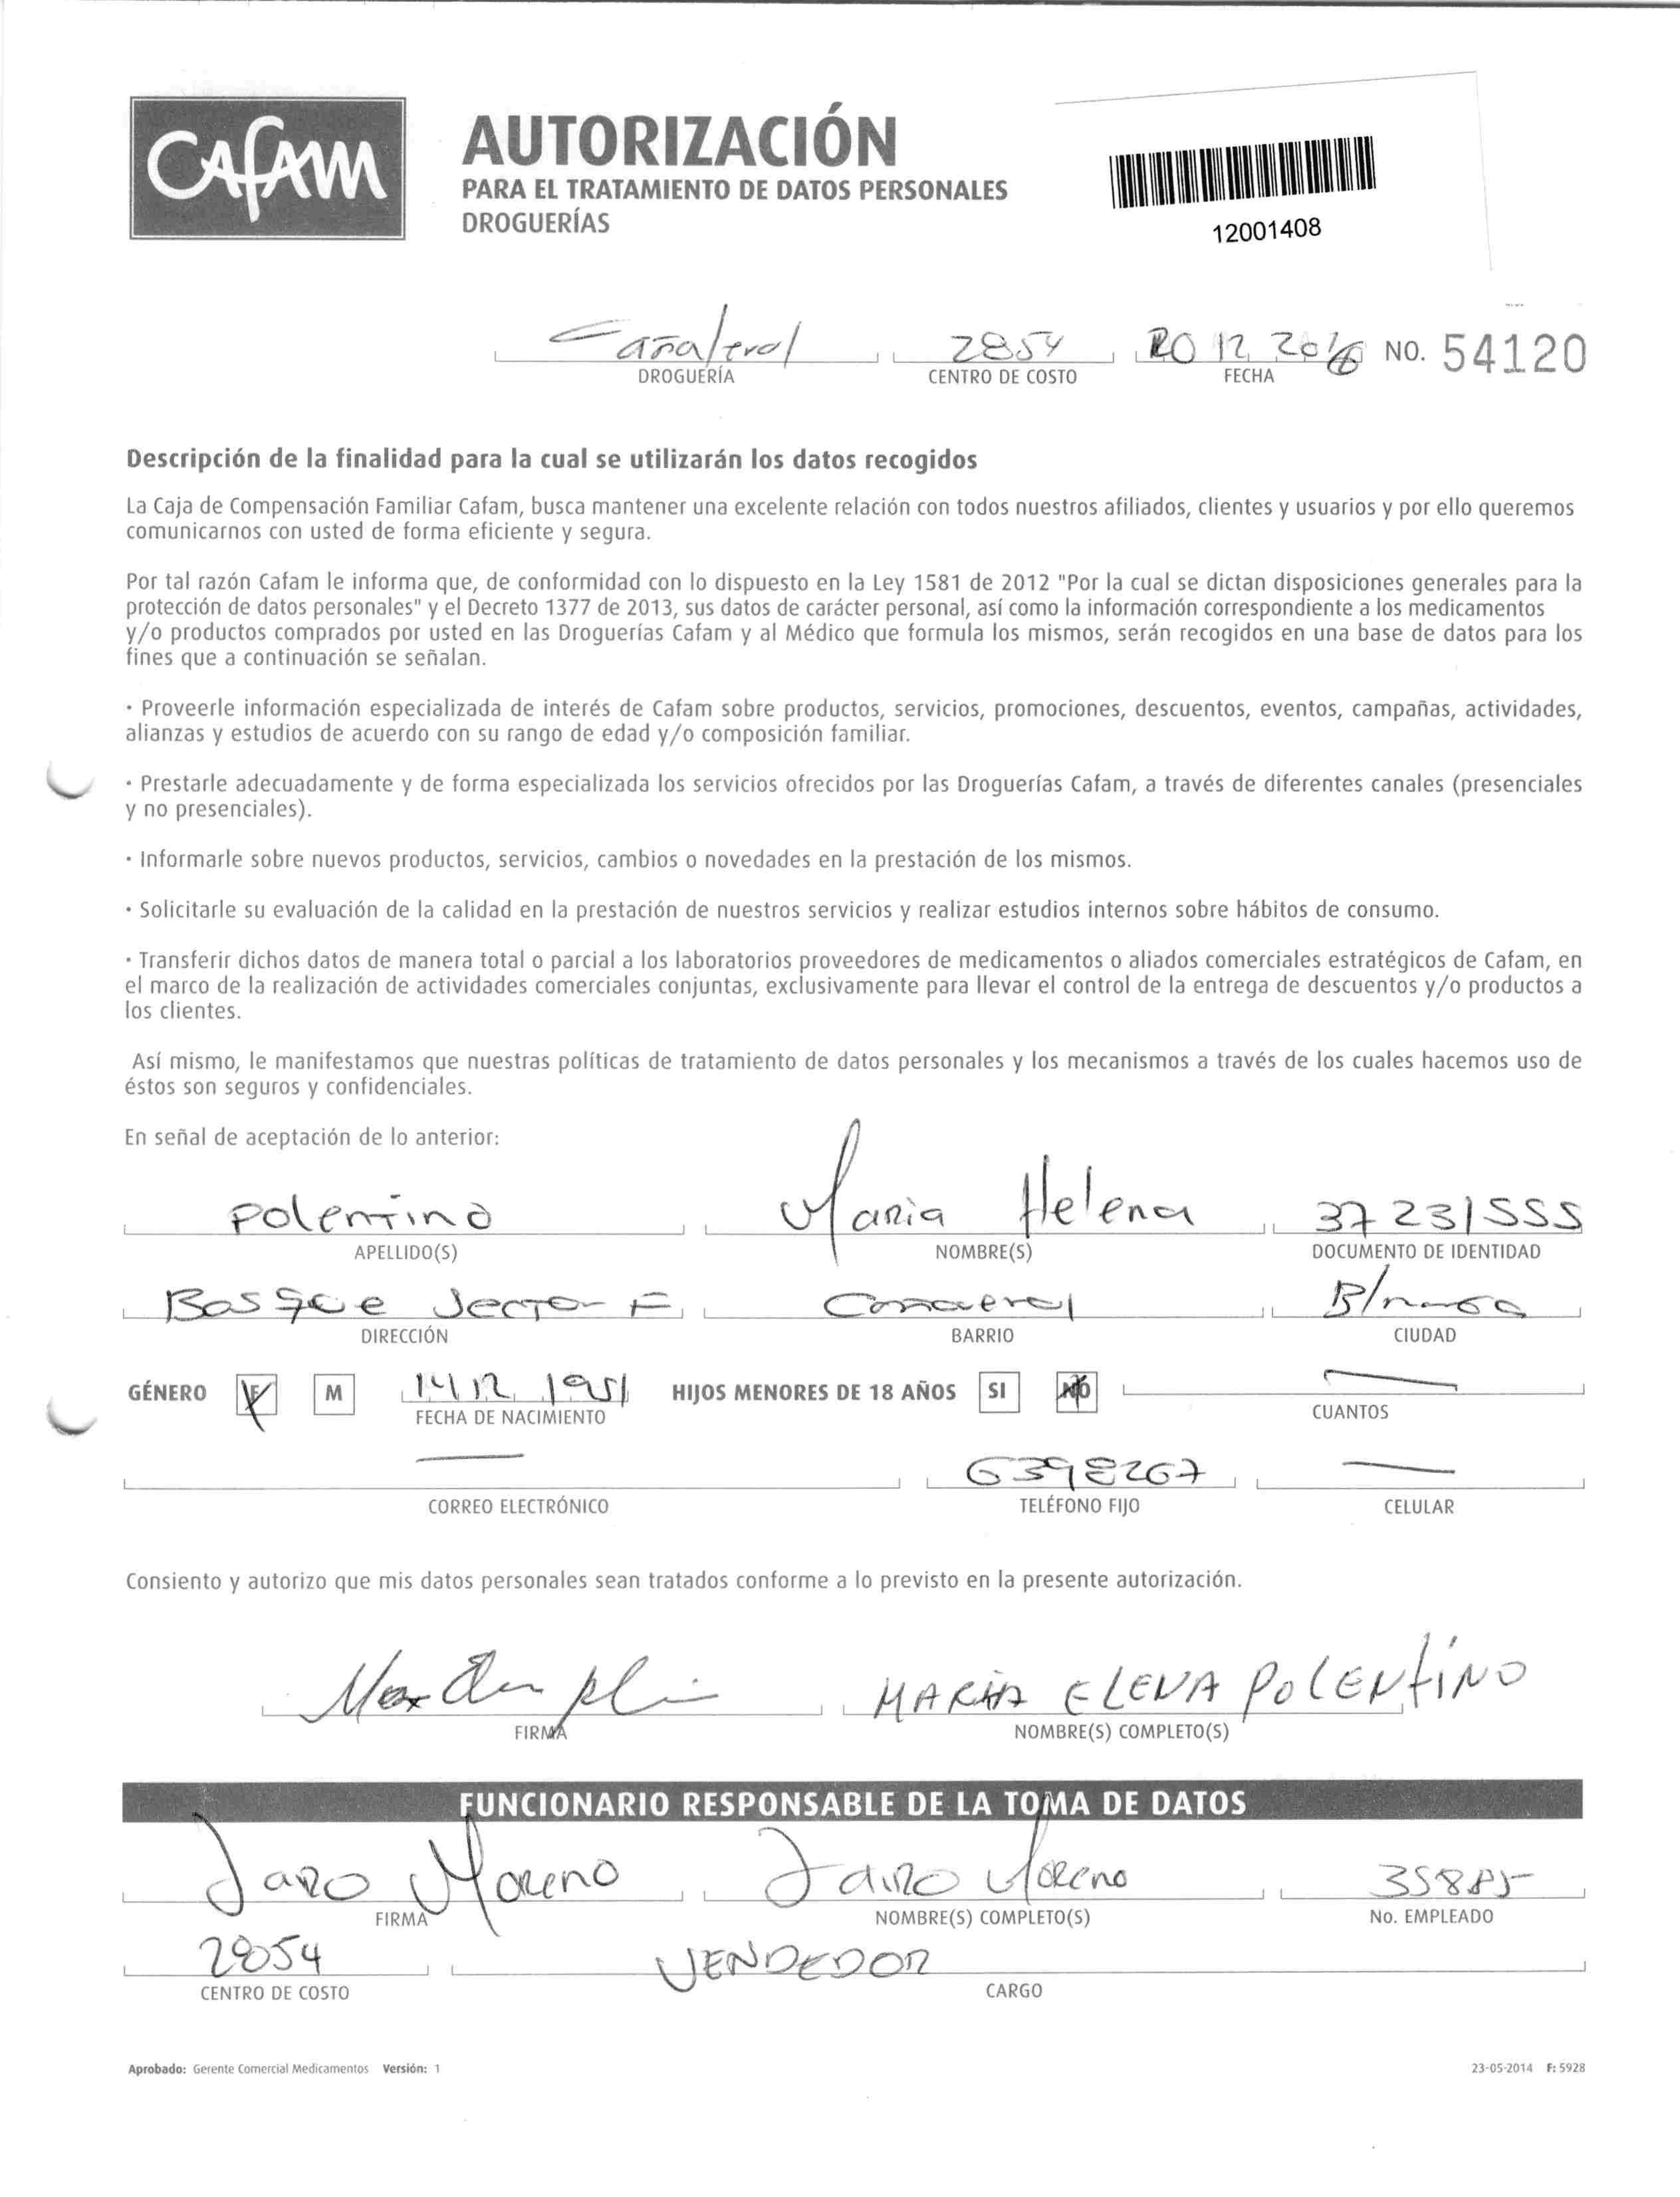 CAFAM
AUTORIZACIÓN
PARA EL TRATAMIENTO DE DATOS PERSONALES
DROGUERÍAS
12001408
Cañaveral 2854 20 12 2016 NO. 54120
DROGUERÍA CENTRO DE COSTO FECHA
Descripción de la finalidad para la cual se utilizarán los datos recogidos
La Caja de Compensación Familiar Cafam, busca mantener una excelente relación con todos nuestros afiliados, clientes y usuarios y por ello queremos
comunicarnos con usted de forma eficiente y segura.
Por tal razón Cafam le informa que, de conformidad con lo dispuesto en la Ley 1581 de 2012 "Por la cual se dictan disposiciones generales para la
protección de datos personales" y el Decreto 1377 de 2013, sus datos de carácter personal, así como la información correspondiente a los medicamentos
y/o productos comprados por usted en las Droguerías Cafam y al Médico que formula los mismos, serán recogidos en una base de datos para los
fines que a continuación se señalan.
· Proveerle información especializada de interés de Cafam sobre productos, servicios, promociones, descuentos, eventos, campañas, actividades,
alianzas y estudios de acuerdo con su rango de edad y/o composición familiar.
· Prestarle adecuadamente y de forma especializada los servicios ofrecidos por las Droguerías Cafam, a través de diferentes canales (presenciales
y no presenciales).
· Informarle sobre nuevos productos, servicios, cambios o novedades en la prestación de los mismos.
· Solicitarle su evaluación de la calidad en la prestación de nuestros servicios y realizar estudios internos sobre hábitos de consumo.
· Transferir dichos datos de manera total o parcial a los laboratorios proveedores de medicamentos o aliados comerciales estratégicos de Cafam, en
el marco de la realización de actividades comerciales conjuntas, exclusivamente para llevar el control de la entrega de descuentos y/o productos a
los clientes.
Así mismo, le manifestamos que nuestras políticas de tratamiento de datos personales y los mecanismos a través de los cuales hacemos uso de
éstos son seguros y confidenciales.
En señal de aceptación de lo anterior:
Polentino Maria Helena 37231555
APELLIDO(S) NOMBRE(S) DOCUMENTO DE IDENTIDAD
Bosque Sector F Cañaveral B/manga
DIRECCIÓN BARRIO CIUDAD
GÉNERO F M 14 12 1951 HIJOS MENORES DE 18 AÑOS SI NO
FECHA DE NACIMIENTO CUANTOS
6398267
CORREO ELECTRÓNICO TELÉFONO FIJO CELULAR
Consiento y autorizo que mis datos personales sean tratados conforme a lo previsto en la presente autorización.
MARIA ELENA POLENTINO
FIRMA NOMBRE(S) COMPLETO(S)
FUNCIONARIO RESPONSABLE DE LA TOMA DE DATOS
Jairo Moreno Jairo Moreno 35885
FIRMA NOMBRE(S) COMPLETO(S) No. EMPLEADO
2854 VENDEDOR
CENTRO DE COSTO CARGO
Aprobado: Gerente Comercial Medicamentos Versión: 1 23-05-2014 F: 5928